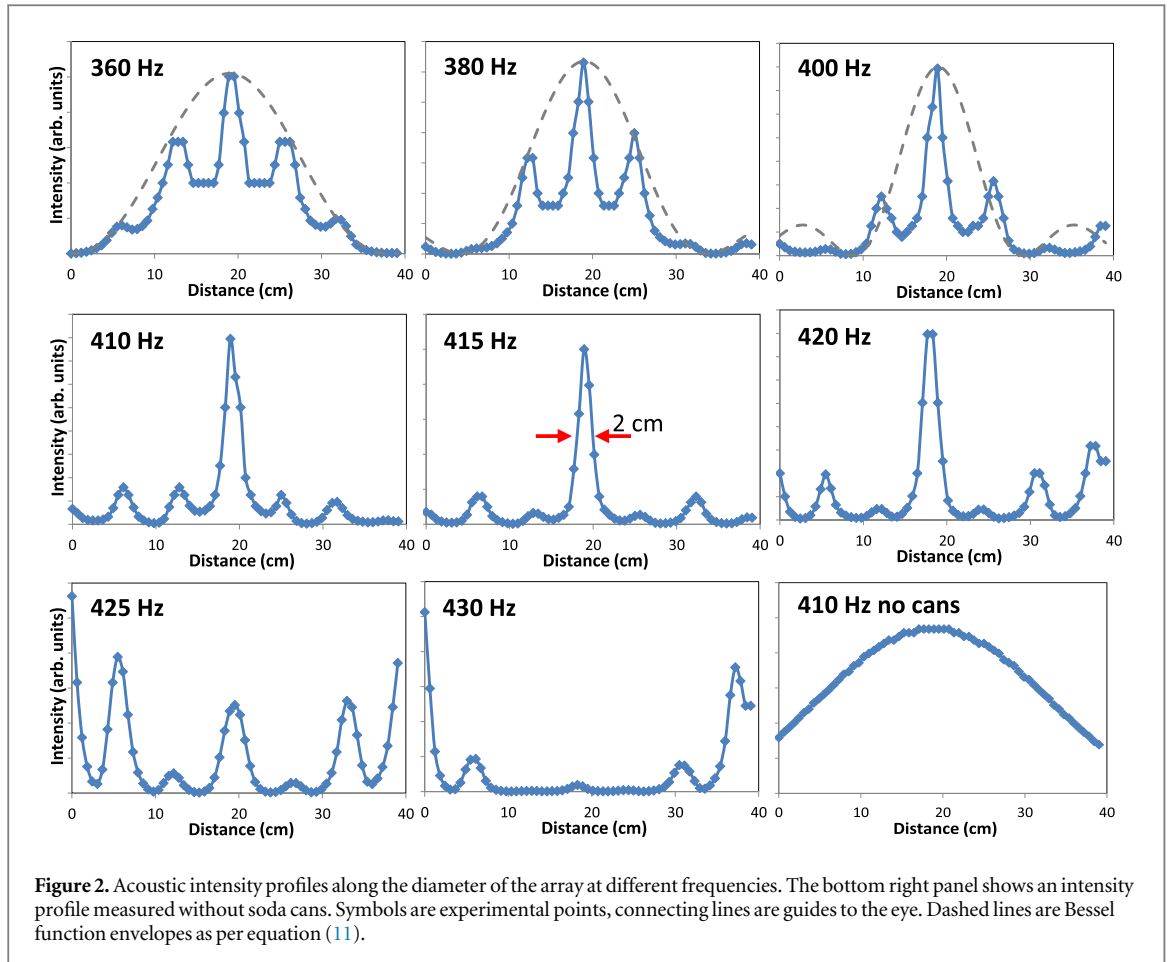 360 Hz
380 Hz
400 Hz
Intensity (arb. units)
0 10 20 30 40
0 10 20 30 40
0 10 20 30 40
Distance (cm)
Distance (cm)
Distance (cm)
410 Hz
415 Hz
420 Hz
Intensity (arb. units)
2 cm
0 10 20 30 40
0 10 20 30 40
0 10 20 30 40
Distance (cm)
Distance (cm)
Distance (cm)
425 Hz
430 Hz
410 Hz no cans
Intensity (arb. units)
0 10 20 30 40
0 10 20 30 40
0 10 20 30 40
Distance (cm)
Distance (cm)
Distance (cm)
Figure 2. Acoustic intensity profiles along the diameter of the array at different frequencies. The bottom right panel shows an intensity
profile measured without soda cans. Symbols are experimental points, connecting lines are guides to the eye. Dashed lines are Bessel
function envelopes as per equation (11).